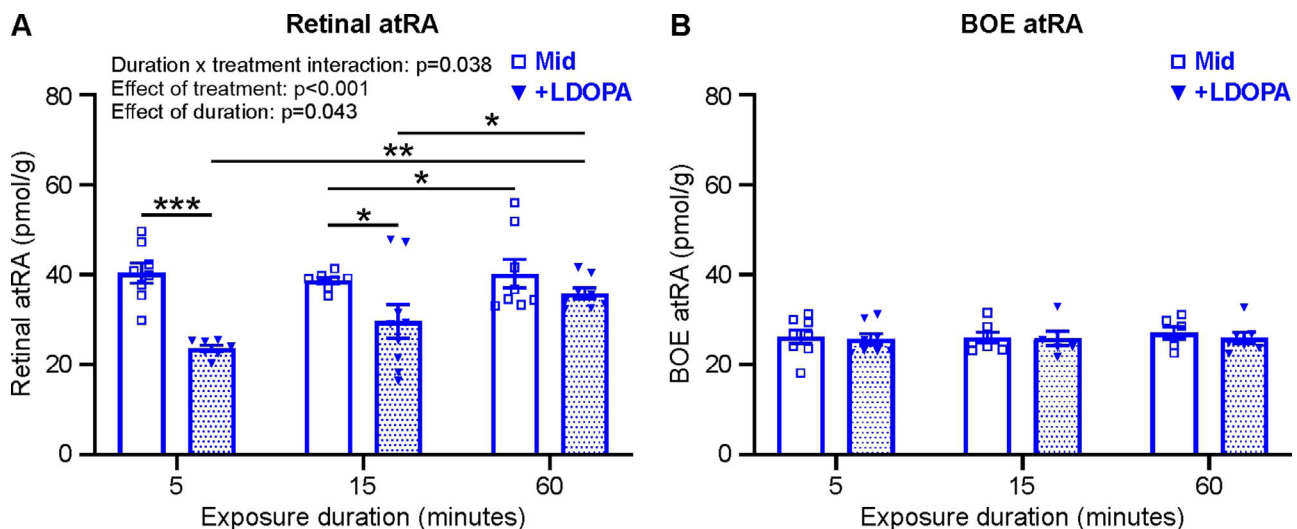 A Retinal atRA
Duration x treatment interaction: p=0.038
Effect of treatment: p<0.001
Effect of duration: p=0.043
Mid
+LDOPA
80
60
40
20
0
Retinal atRA (pmol/g)
***
*
*
**
*
5 15 60
Exposure duration (minutes)
B BOE atRA
Mid
+LDOPA
80
60
40
20
0
BOE atRA (pmol/g)
5 15 60
Exposure duration (minutes)